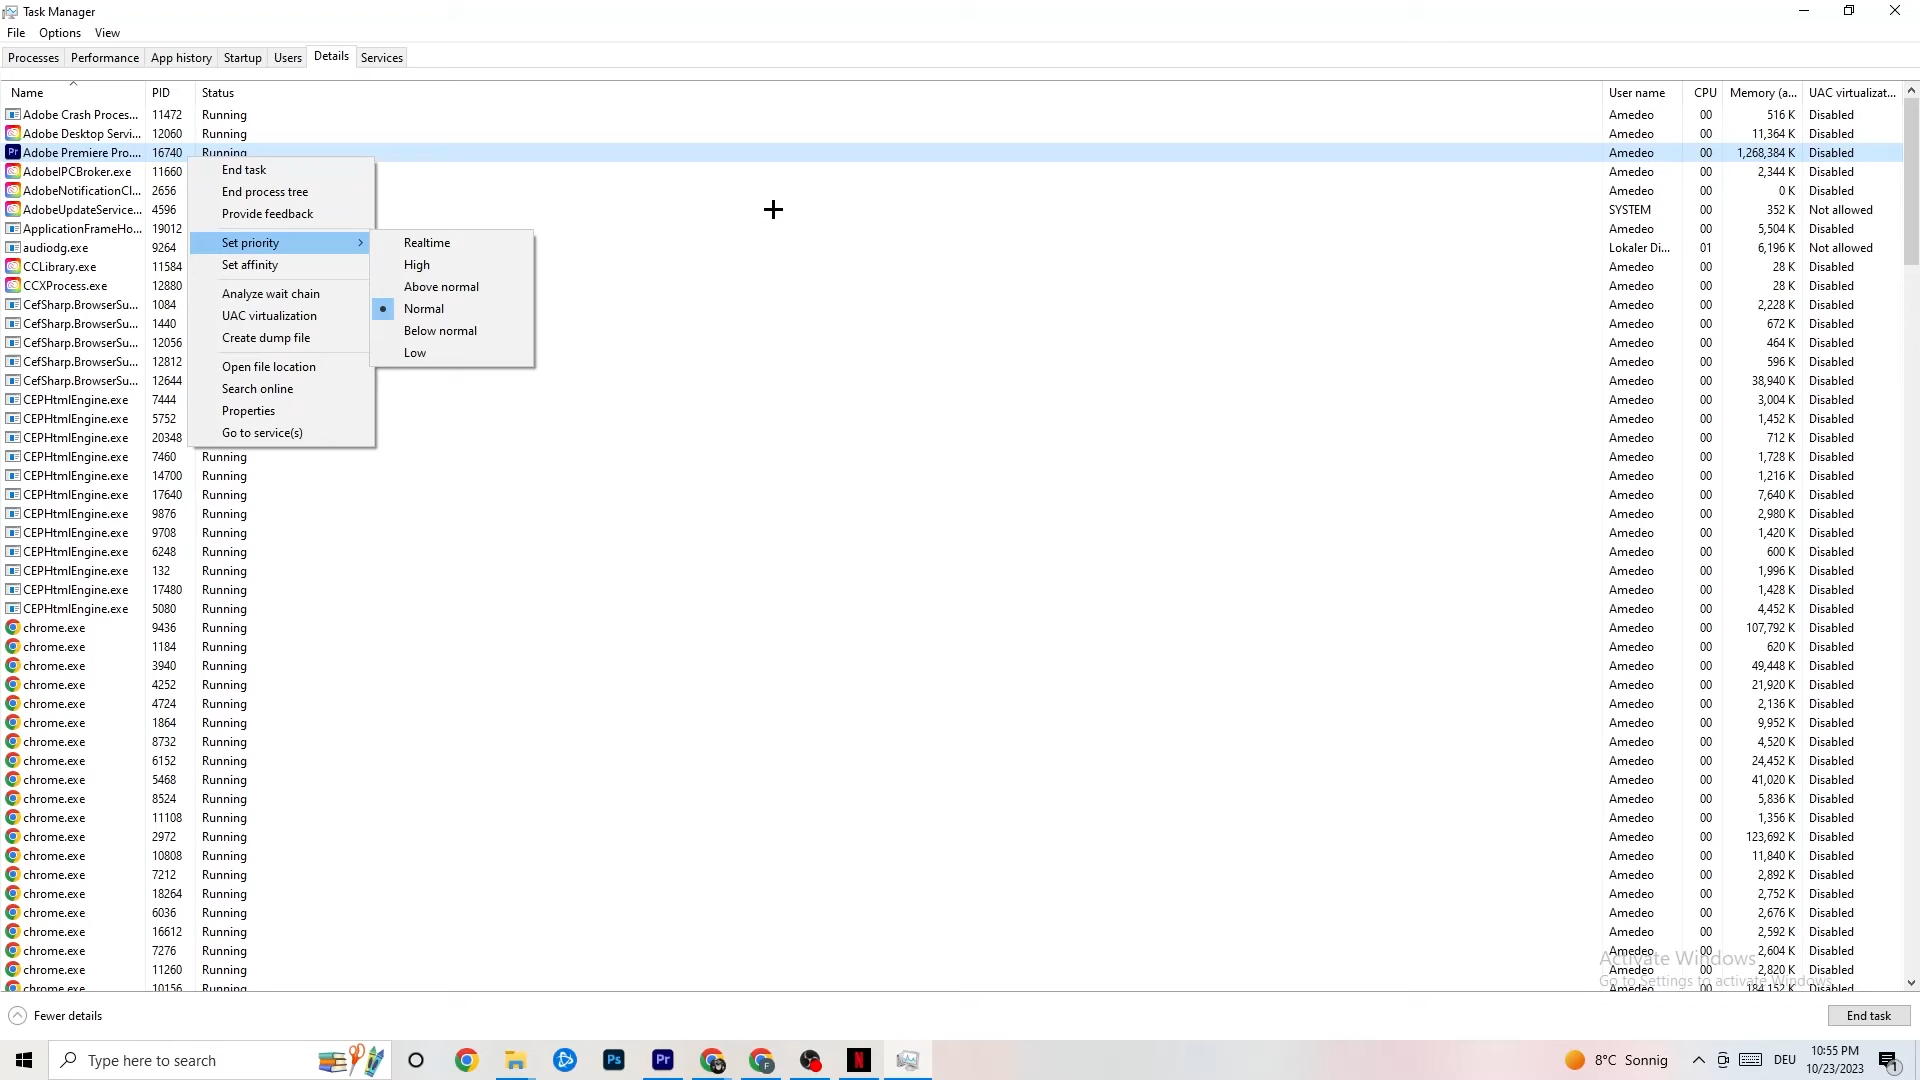 Task Manager
File Options View
Processes Performance App history Startup Users Details Services
Name PID Status User name CPU Memory (a... UAC virtualizat...
Adobe Crash Proces... 11472 Running Amedeo 00 516 K Disabled
Adobe Desktop Servi... 12060 Running Amedeo 00 11,364 K Disabled
Adobe Premiere Pro.... 16740 Running Amedeo 00 1,268,384 K Disabled
AdobeIPCBroker.exe 11660 Amedeo 00 2,344 K Disabled
AdobeNotificationCl... 2656 Amedeo 00 0 K Disabled
AdobeUpdateService... 4596 SYSTEM 00 352 K Not allowed
ApplicationFrameHo... 19012 Amedeo 00 5,504 K Disabled
audiodg.exe 9264 Lokaler Di... 01 6,196 K Not allowed
CCLibrary.exe 11584 Amedeo 00 28 K Disabled
CCXProcess.exe 12880 Amedeo 00 28 K Disabled
CefSharp.BrowserSu... 1084 Amedeo 00 2,228 K Disabled
CefSharp.BrowserSu... 1440 Amedeo 00 672 K Disabled
CefSharp.BrowserSu... 12056 Amedeo 00 464 K Disabled
CefSharp.BrowserSu... 12812 Amedeo 00 596 K Disabled
CefSharp.BrowserSu... 12644 Amedeo 00 38,940 K Disabled
CEPHtmlEngine.exe 7444 Amedeo 00 3,004 K Disabled
CEPHtmlEngine.exe 5752 Amedeo 00 1,452 K Disabled
CEPHtmlEngine.exe 20348 Amedeo 00 712 K Disabled
CEPHtmlEngine.exe 7460 Running Amedeo 00 1,728 K Disabled
CEPHtmlEngine.exe 14700 Running Amedeo 00 1,216 K Disabled
CEPHtmlEngine.exe 17640 Running Amedeo 00 7,640 K Disabled
CEPHtmlEngine.exe 9876 Running Amedeo 00 2,980 K Disabled
CEPHtmlEngine.exe 9708 Running Amedeo 00 1,420 K Disabled
CEPHtmlEngine.exe 6248 Running Amedeo 00 600 K Disabled
CEPHtmlEngine.exe 132 Running Amedeo 00 1,996 K Disabled
CEPHtmlEngine.exe 17480 Running Amedeo 00 1,428 K Disabled
CEPHtmlEngine.exe 5080 Running Amedeo 00 4,452 K Disabled
chrome.exe 9436 Running Amedeo 00 107,792 K Disabled
chrome.exe 1184 Running Amedeo 00 620 K Disabled
chrome.exe 3940 Running Amedeo 00 49,448 K Disabled
chrome.exe 4252 Running Amedeo 00 21,920 K Disabled
chrome.exe 4724 Running Amedeo 00 2,136 K Disabled
chrome.exe 1864 Running Amedeo 00 9,952 K Disabled
chrome.exe 8732 Running Amedeo 00 4,520 K Disabled
chrome.exe 6152 Running Amedeo 00 24,452 K Disabled
chrome.exe 5468 Running Amedeo 00 41,020 K Disabled
chrome.exe 8524 Running Amedeo 00 5,836 K Disabled
chrome.exe 11108 Running Amedeo 00 1,356 K Disabled
chrome.exe 2972 Running Amedeo 00 123,692 K Disabled
chrome.exe 10808 Running Amedeo 00 11,840 K Disabled
chrome.exe 7212 Running Amedeo 00 2,892 K Disabled
chrome.exe 18264 Running Amedeo 00 2,752 K Disabled
chrome.exe 6036 Running Amedeo 00 2,676 K Disabled
chrome.exe 16612 Running Amedeo 00 2,592 K Disabled
chrome.exe 7276 Running Amedeo 00 2,604 K Disabled
chrome.exe 11260 Running Amedeo 00 2,820 K Disabled
chrome.exe 10156 Running Amedeo 00 184,152 K Disabled
End task
End process tree
Provide feedback
Set priority
Set affinity
Analyze wait chain
UAC virtualization
Create dump file
Open file location
Search online
Properties
Go to service(s)
Realtime
High
Above normal
Normal
Below normal
Low
Activate Windows
Go to Settings to activate Windows.
Fewer details End task
Type here to search Ps Pr F N 8°C Sonnig DEU 10:55 PM
10/23/2023 1